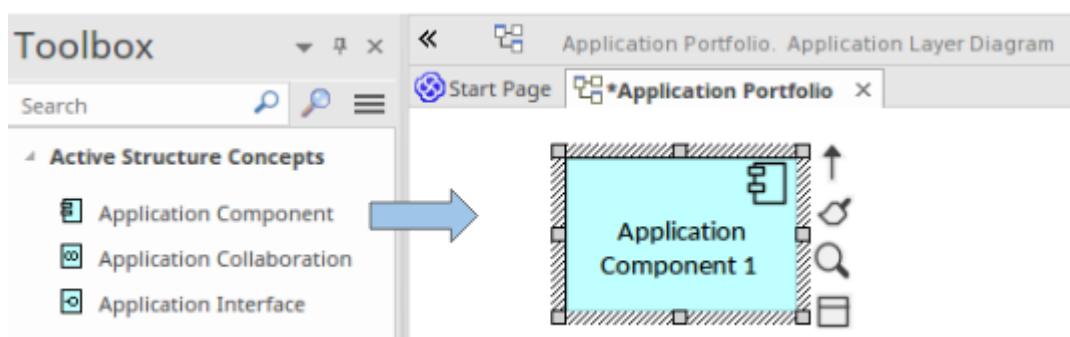 Toolbox
Search
Active Structure Concepts
Application Component
Application Collaboration
Application Interface
Application Portfolio. Application Layer Diagram
Start Page
*Application Portfolio
Application
Component 1